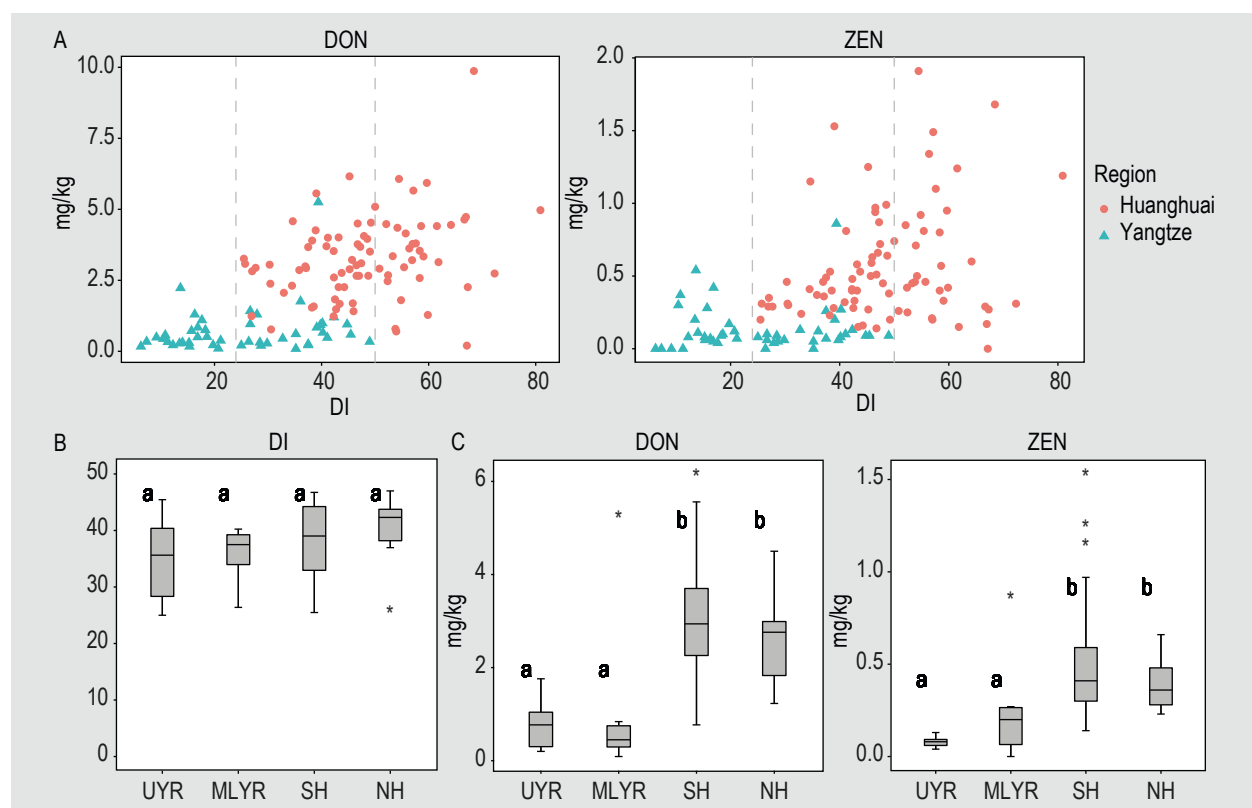 A DON ZEN
10.0
7.5
5.0
2.5
0.0
mg/kg
20 40 60 80
DI
2.0
1.5
1.0
0.5
0.0
mg/kg
20 40 60 80
DI
Region
Huanghuai
Yangtze
B DI
50
40
30
20
10
0
a a a a
UYR MLYR SH NH
C DON
6
4
2
0
mg/kg
a a b b
*
*
UYR MLYR SH NH
ZEN
1.5
1.0
0.5
0.0
mg/kg
a a b b
UYR MLYR SH NH